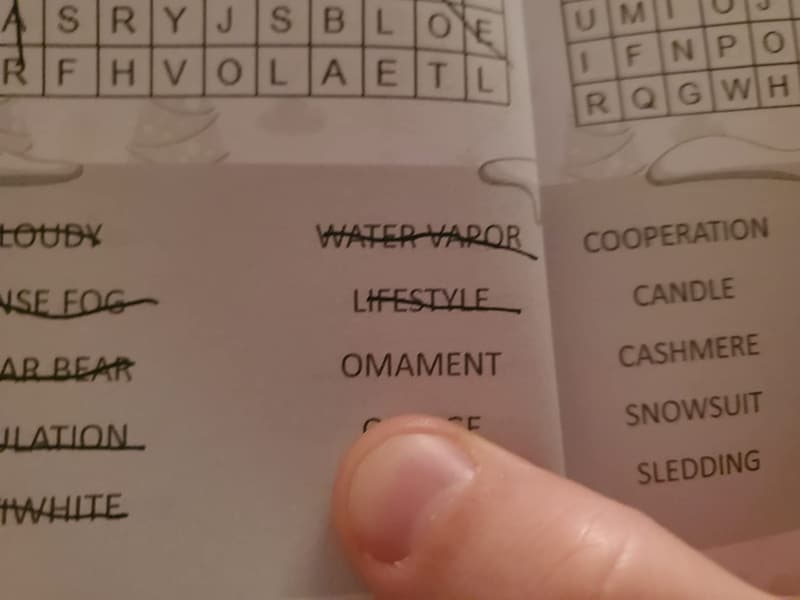 A S R Y J S B L O E
R F H V O L A E T L
U M I O J
I F N P O
R Q G W H
LOUDY
NSE FOG
AR BEAR
ULATION
WHITE
WATER VAPOR
LIFESTYLE
OMAMENT
COOPERATION
CANDLE
CASHMERE
SNOWSUIT
SLEDDING